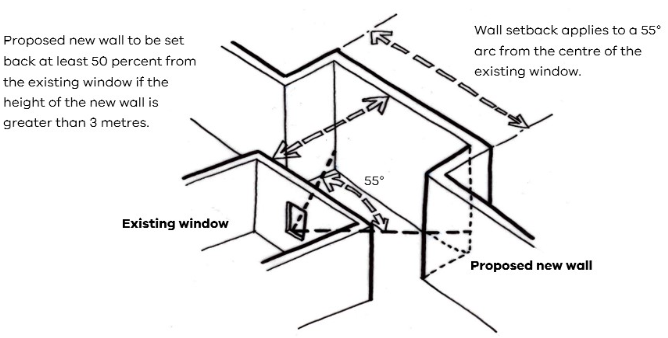 Proposed new wall to be set
back at least 50 percent from
the existing window if the
height of the new wall is
greater than 3 metres.
Wall setback applies to a 55°
arc from the centre of the
existing window.
55°
Existing window
Proposed new wall